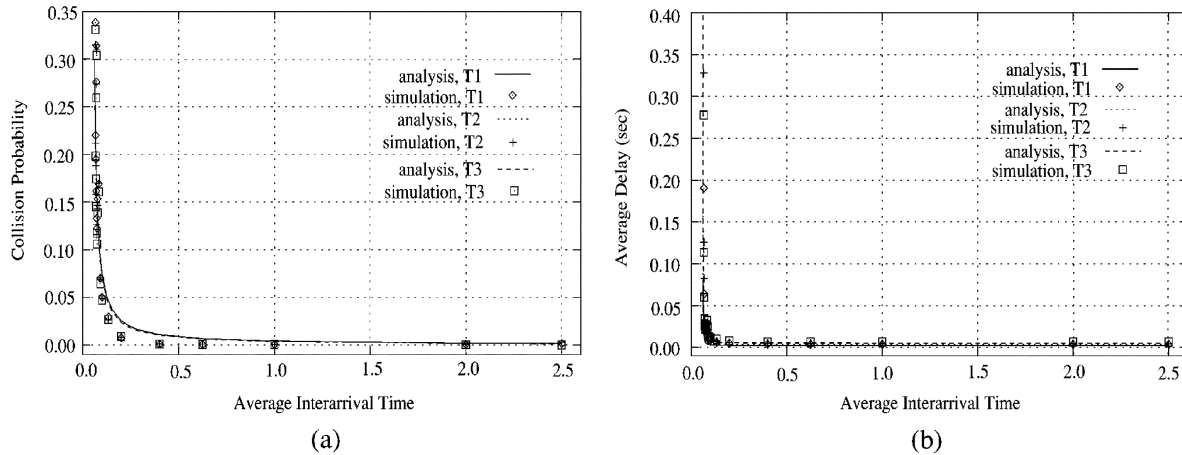 0.35
0.30
0.25
0.20
0.15
0.10
0.05
0.00
Collision Probability
analysis, T1
simulation, T1
analysis, T2
simulation, T2
analysis, T3
simulation, T3
0.0 0.5 1.0 1.5 2.0 2.5
Average Interarrival Time
(a)
0.40
0.35
0.30
0.25
0.20
0.15
0.10
0.05
0.00
Average Delay (sec)
analysis, T1
simulation, T1
analysis, T2
simulation, T2
analysis, T3
simulation, T3
0.0 0.5 1.0 1.5 2.0 2.5
Average Interarrival Time
(b)